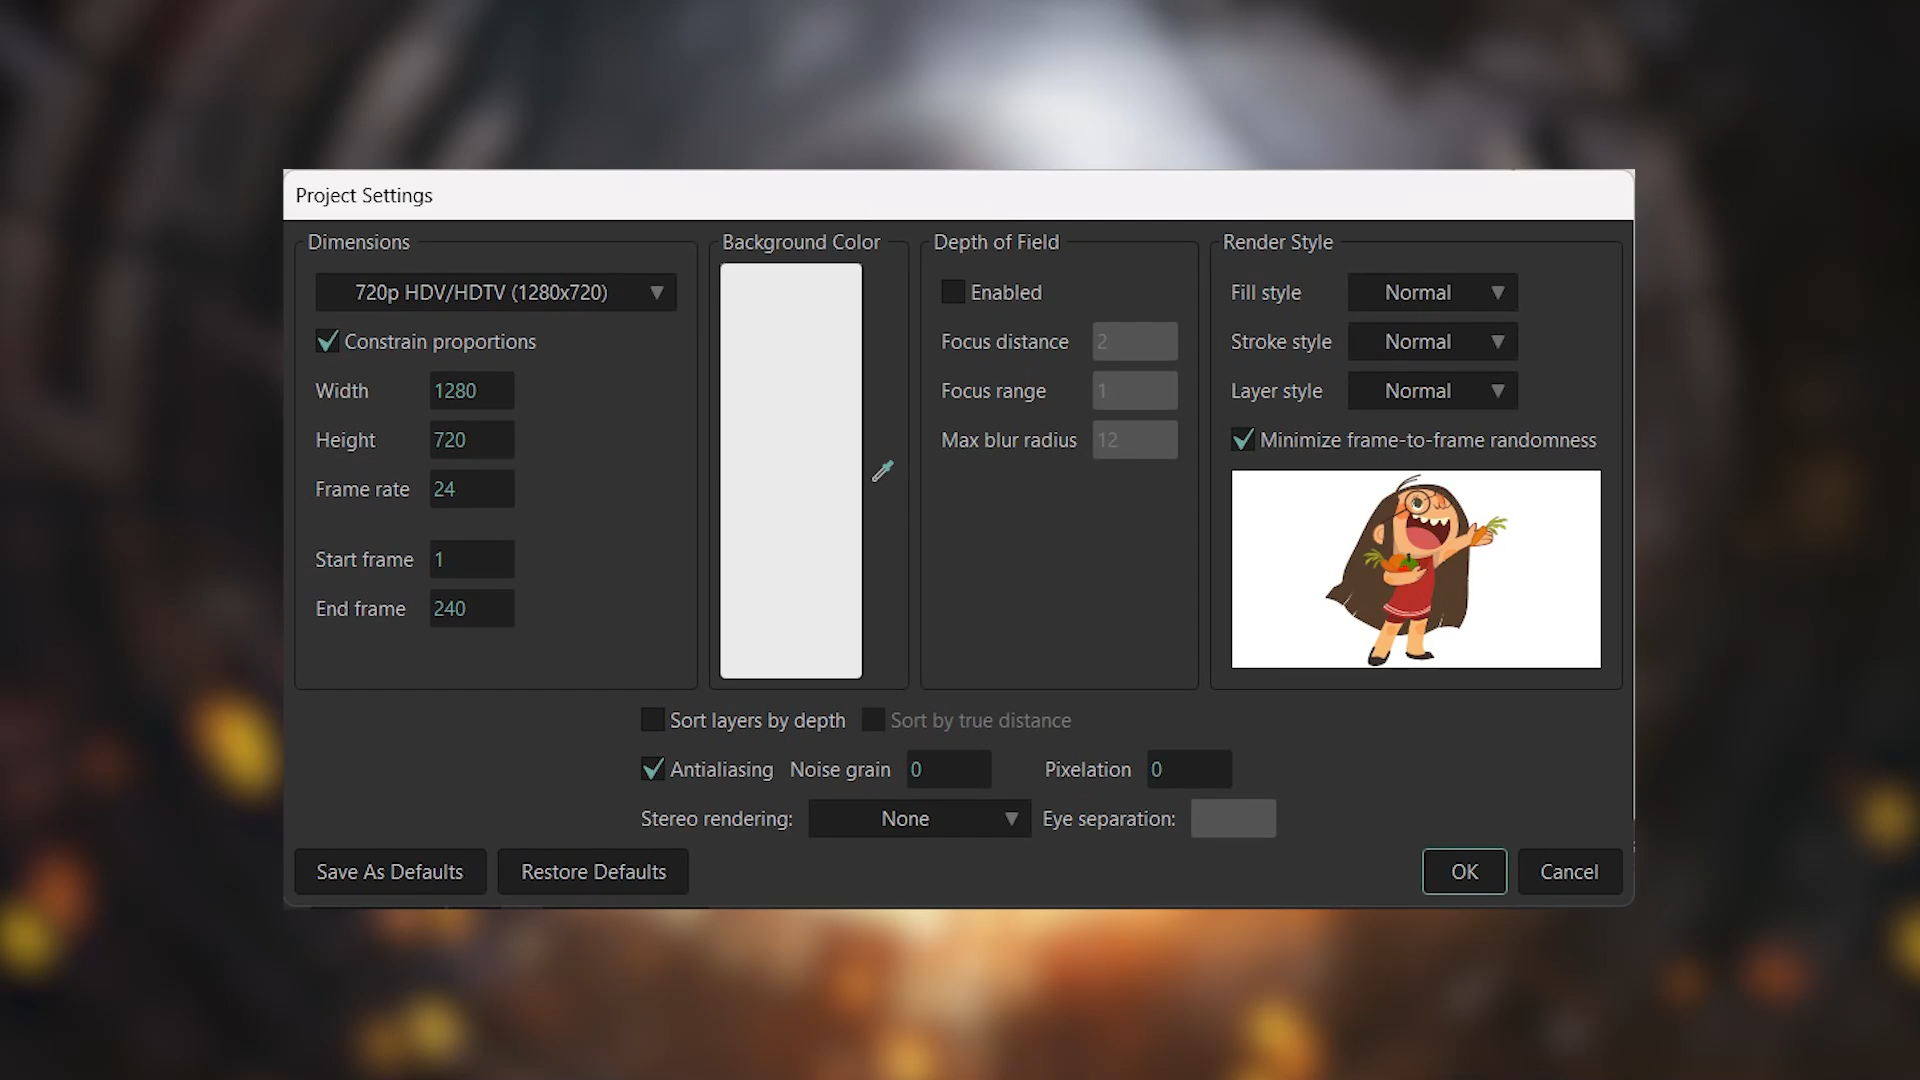 Project Settings
Dimensions
720p HDV/HDTV (1280x720)
Constrain proportions
Width 1280
Height 720
Frame rate 24
Start frame 1
End frame 240
Background Color
Depth of Field
Enabled
Focus distance 2
Focus range 1
Max blur radius 12
Render Style
Fill style Normal
Stroke style Normal
Layer style Normal
Minimize frame-to-frame randomness
Sort layers by depth Sort by true distance
Antialiasing Noise grain 0 Pixelation 0
Stereo rendering: None Eye separation:
Save As Defaults Restore Defaults OK Cancel